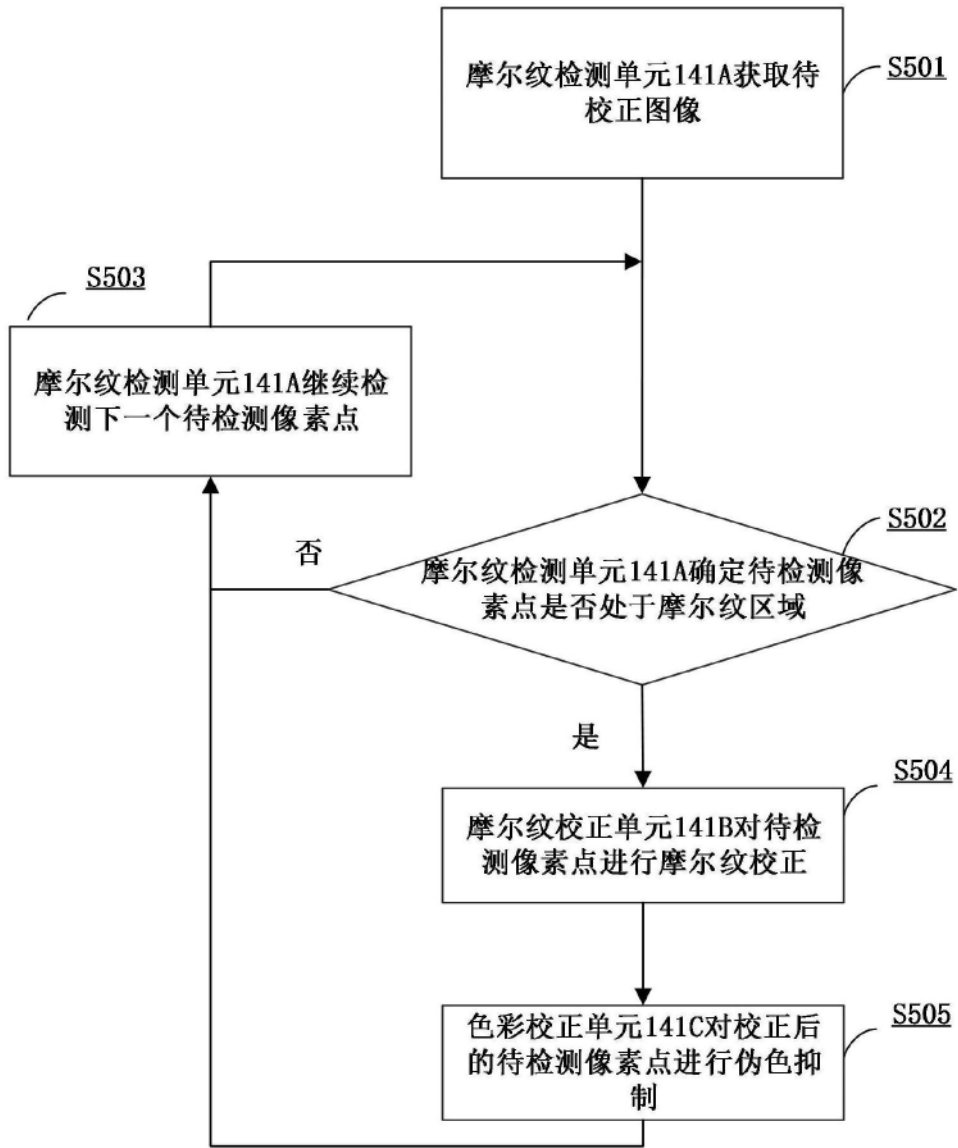 摩尔纹检测单元141A获取待
校正图像
S501
S503
摩尔纹检测单元141A继续检
测下一个待检测像素点
S502
否
摩尔纹检测单元141A确定待检测像
素点是否处于摩尔纹区域
是
S504
摩尔纹校正单元141B对待检
测像素点进行摩尔纹校正
S505
色彩校正单元141C对校正后
的待检测像素点进行伪色抑
制